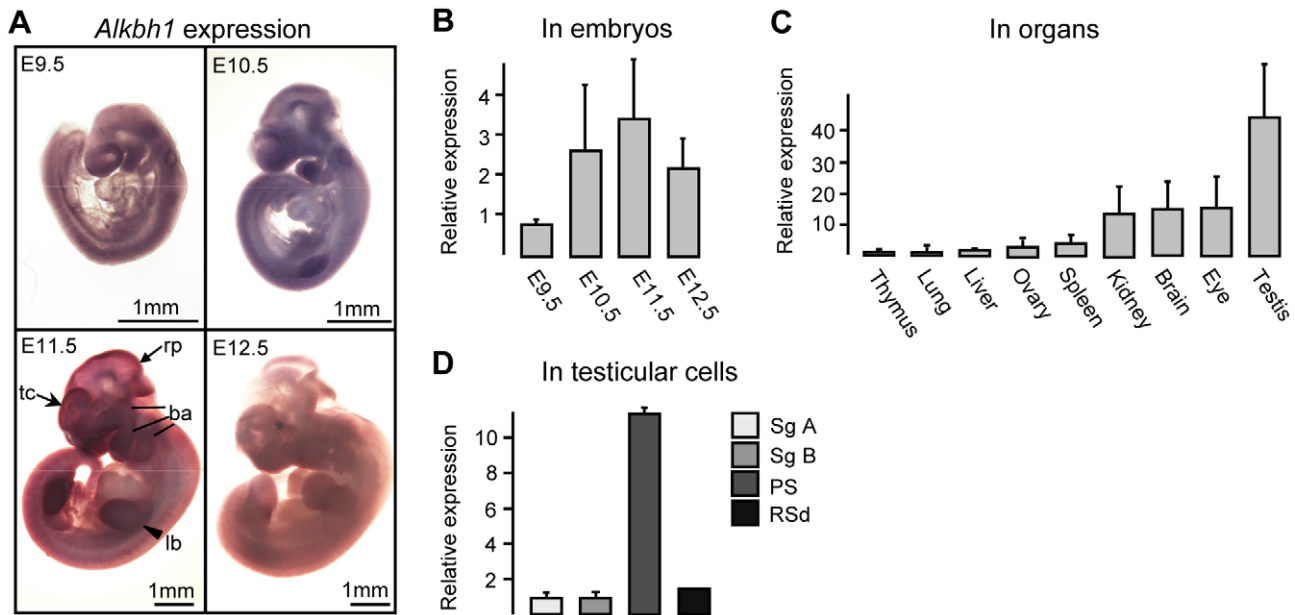 A
Alkbh1 expression
E9.5
1mm
E10.5
1mm
E11.5
rp
tc
ba
lb
1mm
E12.5
1mm
B
In embryos
Relative expression
4
3
2
1
E9.5
E10.5
E11.5
E12.5
C
In organs
Relative expression
40
30
20
10
Thymus
Lung
Liver
Ovary
Spleen
Kidney
Brain
Eye
Testis
D
In testicular cells
Relative expression
10
8
6
4
2
Sg A
Sg B
PS
RSd